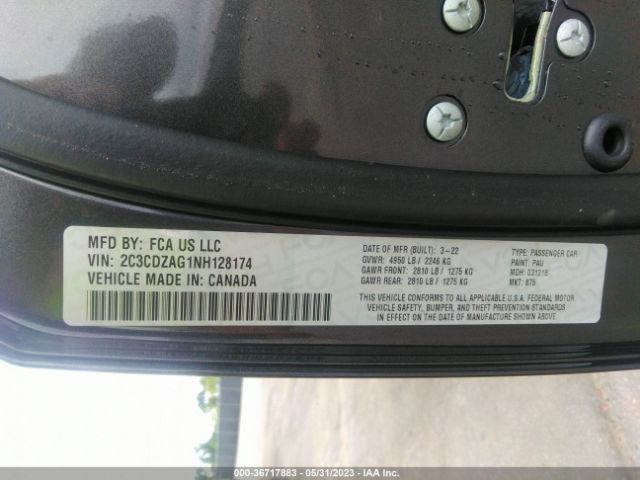 MFD BY: FCA US LLC
VIN: 2C3CDZAG1NH128174
VEHICLE MADE IN: CANADA
DATE OF MFR (BUILT): 3-22
GVWR: 4950 LB / 2246 KG
GAWR FRONT: 2810 LB / 1275 KG
GAWR REAR: 2810 LB / 1275 KG
TYPE: PASSENGER CAR
PAINT: PAU
MDH: 031218
MKT: 875
THIS VEHICLE CONFORMS TO ALL APPLICABLE U.S.A. FEDERAL MOTOR
VEHICLE SAFETY, BUMPER, AND THEFT PREVENTION STANDARDS
IN EFFECT ON THE DATE OF MANUFACTURE SHOWN ABOVE.
000-36717883 - 05/31/2023 - IAA Inc.